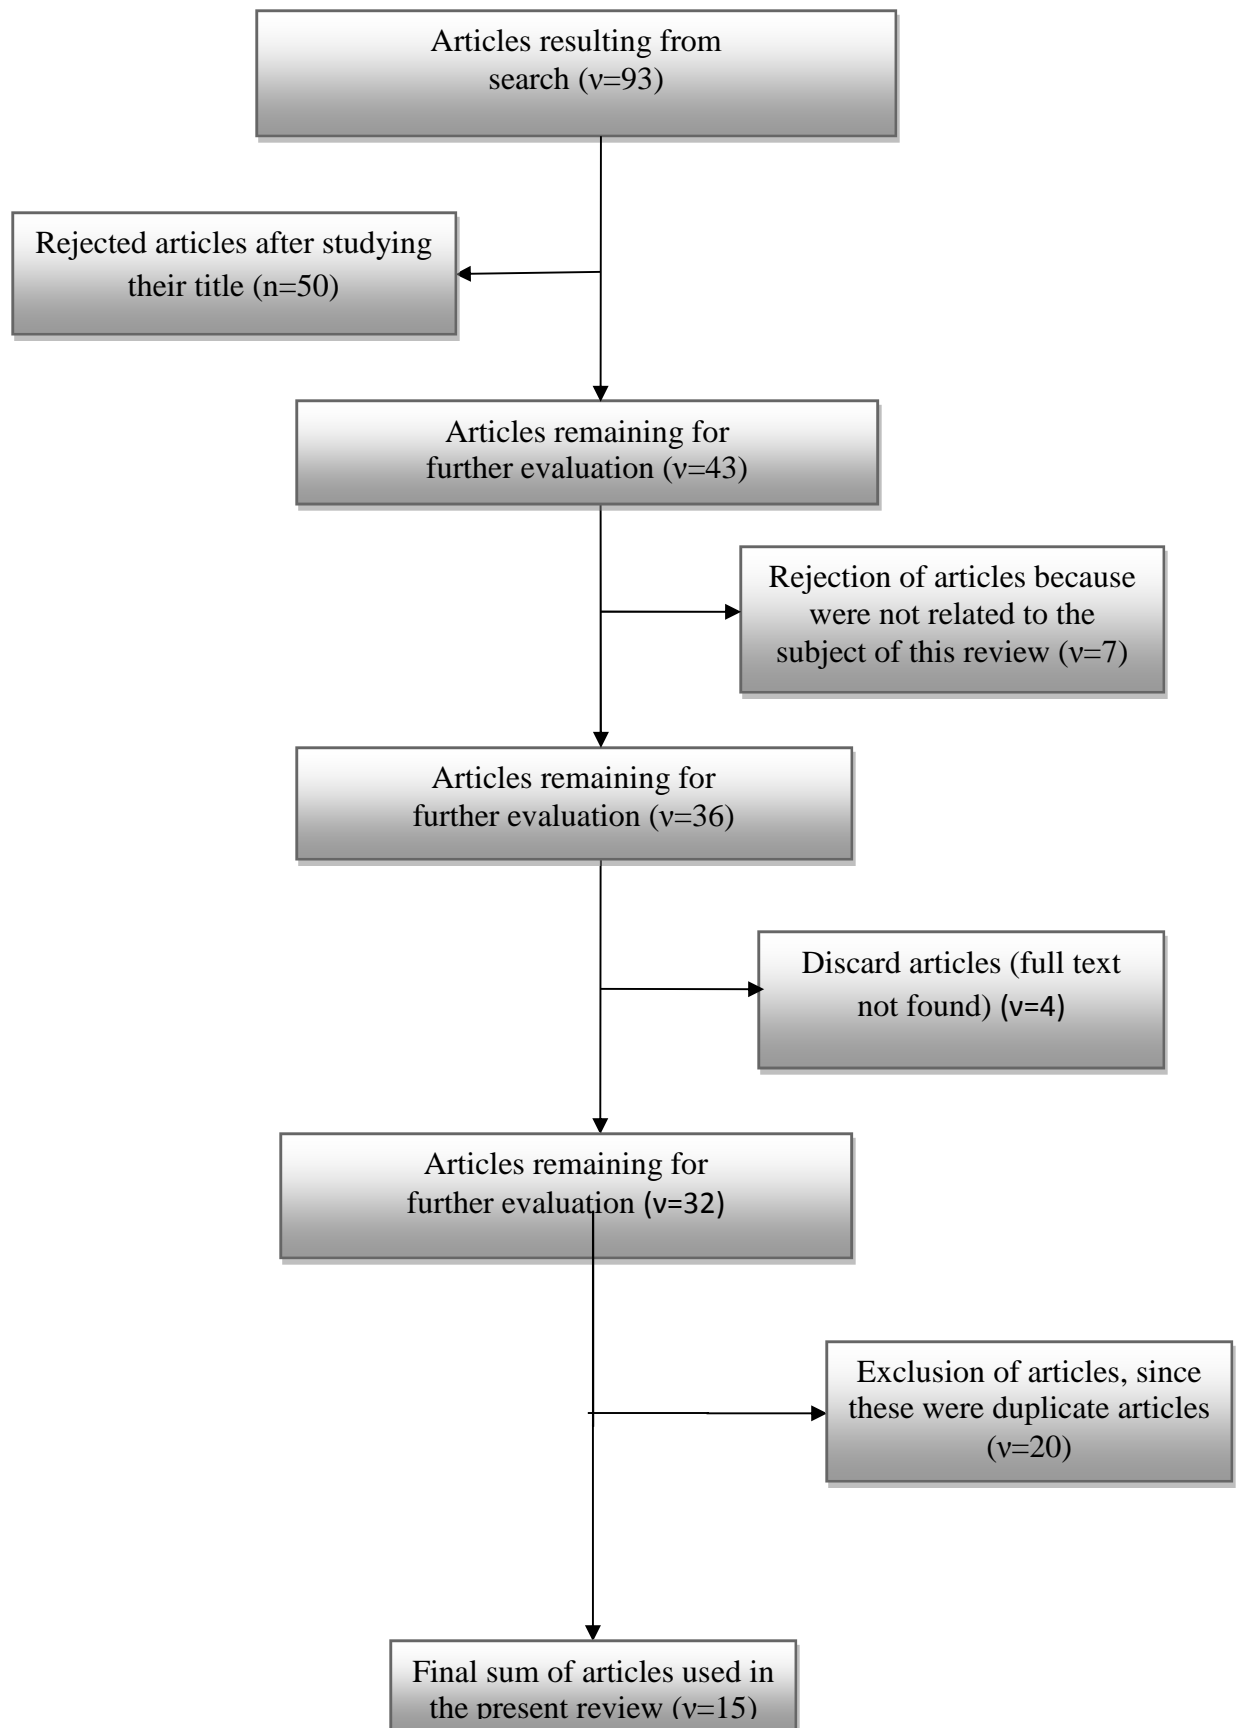 Articles resulting from
search (ν=93)
Rejected articles after studying
their title (n=50)
Articles remaining for
further evaluation (ν=43)
Rejection of articles because
were not related to the
subject of this review (ν=7)
Articles remaining for
further evaluation (ν=36)
Discard articles (full text
not found) (ν=4)
Articles remaining for
further evaluation (ν=32)
Exclusion of articles, since
these were duplicate articles
(ν=20)
Final sum of articles used in
the present review (ν=15)